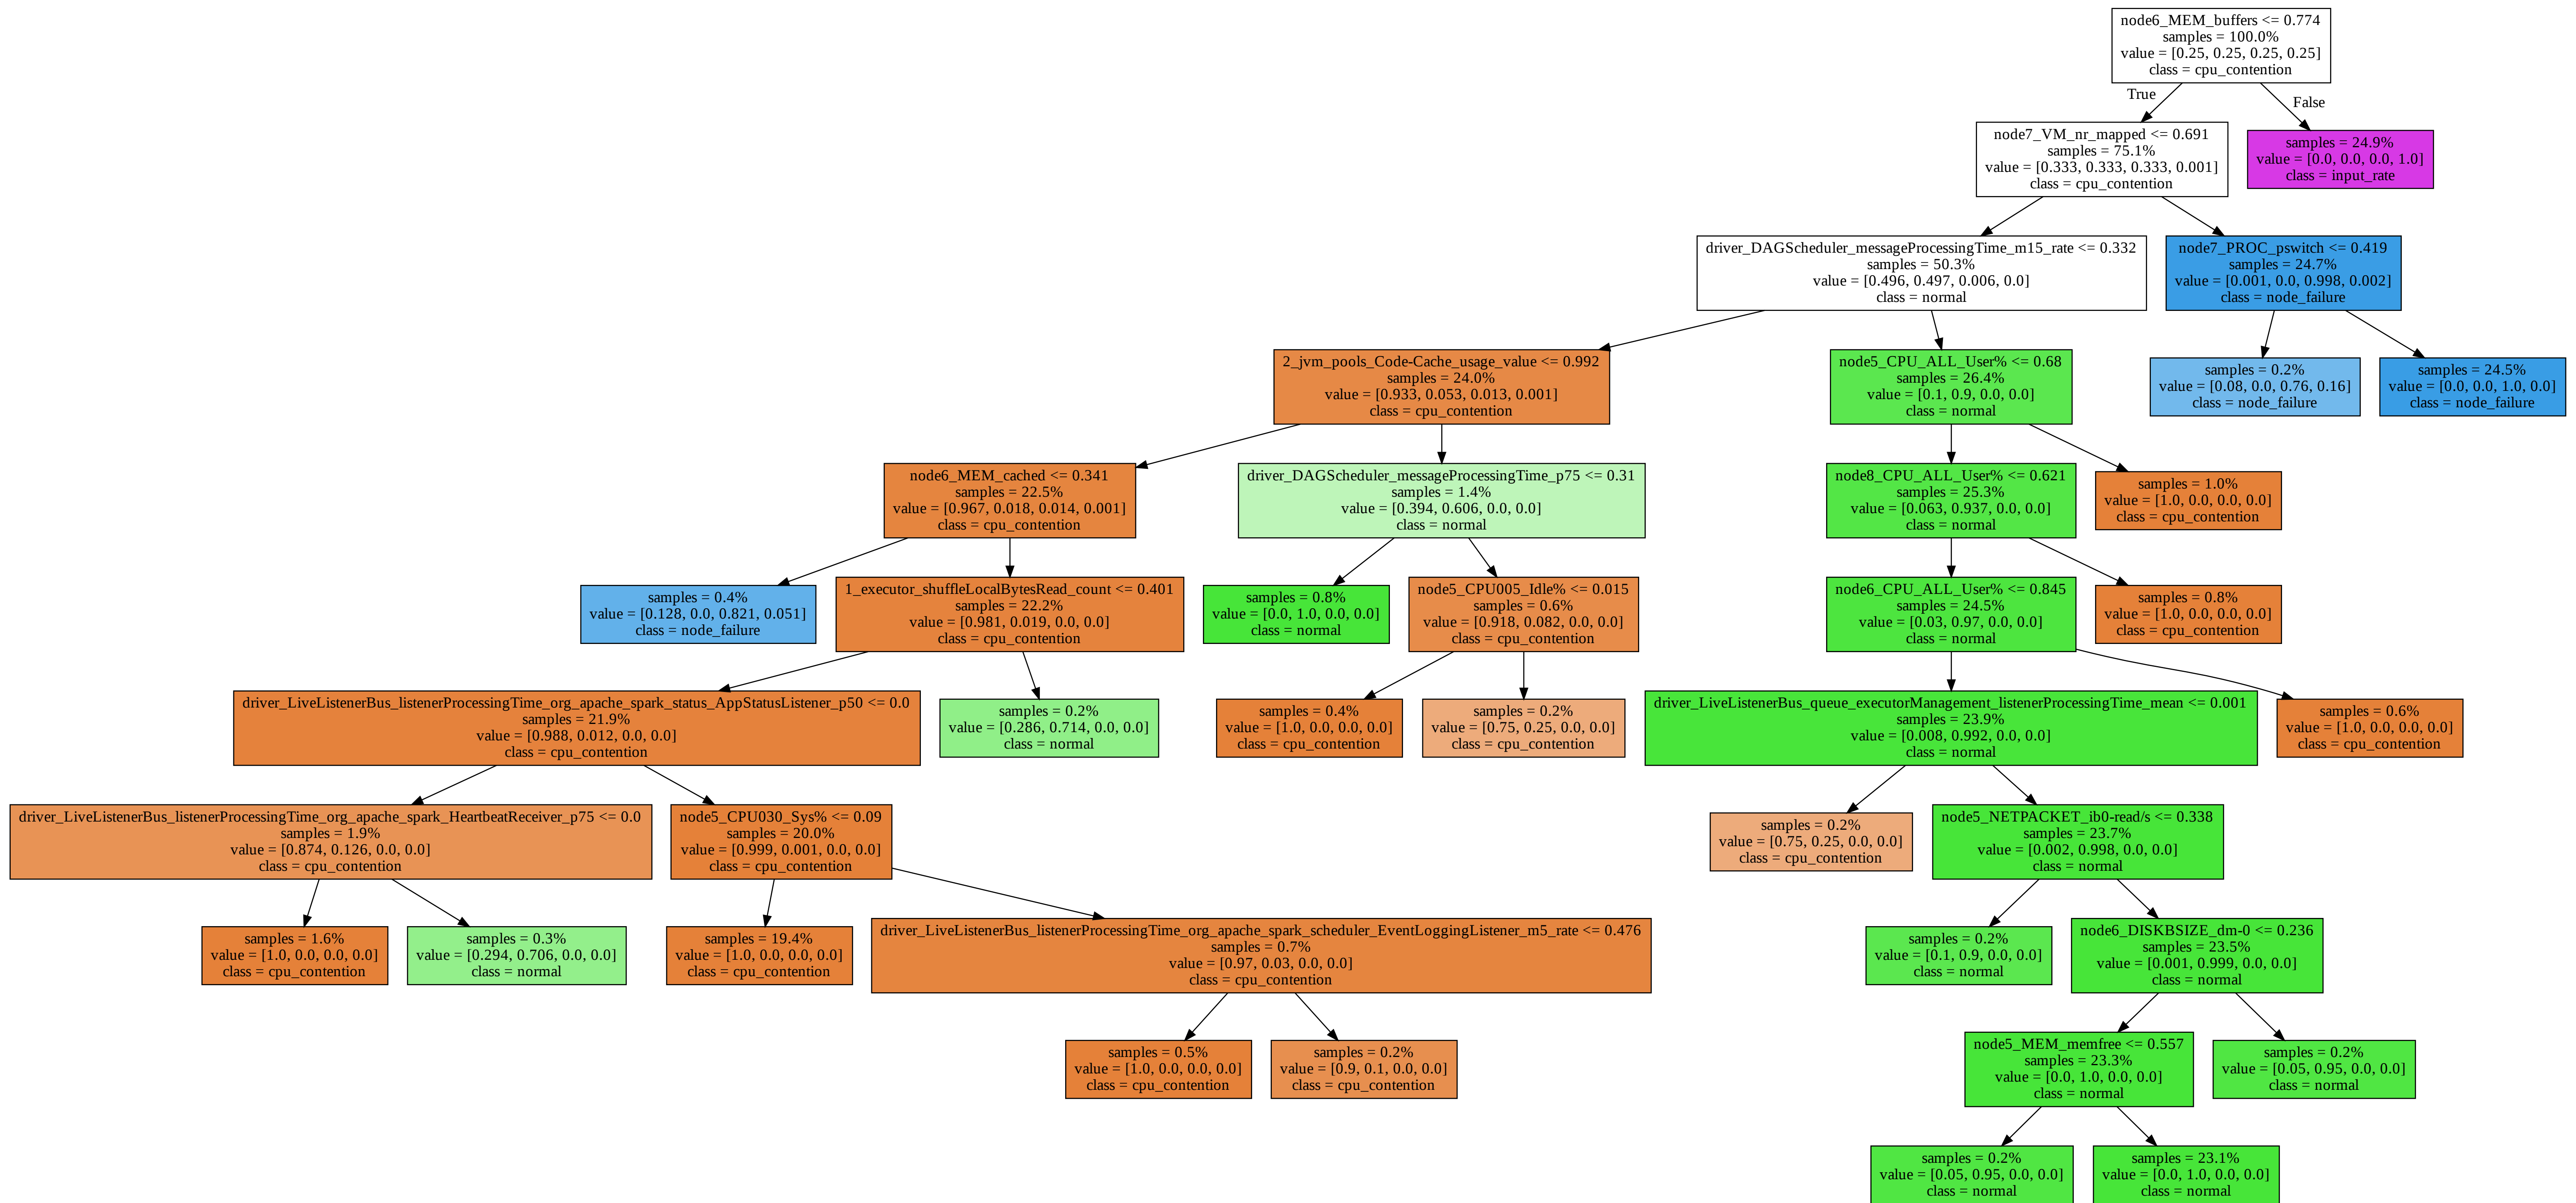 node6_MEM_buffers <= 0.774
samples = 100.0%
value = [0.25, 0.25, 0.25, 0.25]
class = cpu_contention
True
False
node7_VM_nr_mapped <= 0.691
samples = 75.1%
value = [0.333, 0.333, 0.333, 0.001]
class = cpu_contention
samples = 24.9%
value = [0.0, 0.0, 0.0, 1.0]
class = input_rate
driver_DAGScheduler_messageProcessingTime_m15_rate <= 0.332
samples = 50.3%
value = [0.496, 0.497, 0.006, 0.0]
class = normal
node7_PROC_pswitch <= 0.419
samples = 24.7%
value = [0.001, 0.0, 0.998, 0.002]
class = node_failure
2_jvm_pools_Code-Cache_usage_value <= 0.992
samples = 24.0%
value = [0.933, 0.053, 0.013, 0.001]
class = cpu_contention
node5_CPU_ALL_User% <= 0.68
samples = 26.4%
value = [0.1, 0.9, 0.0, 0.0]
class = normal
samples = 0.2%
value = [0.08, 0.0, 0.76, 0.16]
class = node_failure
samples = 24.5%
value = [0.0, 0.0, 1.0, 0.0]
class = node_failure
node6_MEM_cached <= 0.341
samples = 22.5%
value = [0.967, 0.018, 0.014, 0.001]
class = cpu_contention
driver_DAGScheduler_messageProcessingTime_p75 <= 0.31
samples = 1.4%
value = [0.394, 0.606, 0.0, 0.0]
class = normal
node8_CPU_ALL_User% <= 0.621
samples = 25.3%
value = [0.063, 0.937, 0.0, 0.0]
class = normal
samples = 1.0%
value = [1.0, 0.0, 0.0, 0.0]
class = cpu_contention
samples = 0.4%
value = [0.128, 0.0, 0.821, 0.051]
class = node_failure
1_executor_shuffleLocalBytesRead_count <= 0.401
samples = 22.2%
value = [0.981, 0.019, 0.0, 0.0]
class = cpu_contention
samples = 0.8%
value = [0.0, 1.0, 0.0, 0.0]
class = normal
node5_CPU005_Idle% <= 0.015
samples = 0.6%
value = [0.918, 0.082, 0.0, 0.0]
class = cpu_contention
node6_CPU_ALL_User% <= 0.845
samples = 24.5%
value = [0.03, 0.97, 0.0, 0.0]
class = normal
samples = 0.8%
value = [1.0, 0.0, 0.0, 0.0]
class = cpu_contention
driver_LiveListenerBus_listenerProcessingTime_org_apache_spark_status_AppStatusListener_p50 <= 0.0
samples = 21.9%
value = [0.988, 0.012, 0.0, 0.0]
class = cpu_contention
samples = 0.2%
value = [0.286, 0.714, 0.0, 0.0]
class = normal
samples = 0.4%
value = [1.0, 0.0, 0.0, 0.0]
class = cpu_contention
samples = 0.2%
value = [0.75, 0.25, 0.0, 0.0]
class = cpu_contention
driver_LiveListenerBus_queue_executorManagement_listenerProcessingTime_mean <= 0.001
samples = 23.9%
value = [0.008, 0.992, 0.0, 0.0]
class = normal
samples = 0.6%
value = [1.0, 0.0, 0.0, 0.0]
class = cpu_contention
driver_LiveListenerBus_listenerProcessingTime_org_apache_spark_HeartbeatReceiver_p75 <= 0.0
samples = 1.9%
value = [0.874, 0.126, 0.0, 0.0]
class = cpu_contention
node5_CPU030_Sys% <= 0.09
samples = 20.0%
value = [0.999, 0.001, 0.0, 0.0]
class = cpu_contention
samples = 0.2%
value = [0.75, 0.25, 0.0, 0.0]
class = cpu_contention
node5_NETPACKET_ib0-read/s <= 0.338
samples = 23.7%
value = [0.002, 0.998, 0.0, 0.0]
class = normal
samples = 1.6%
value = [1.0, 0.0, 0.0, 0.0]
class = cpu_contention
samples = 0.3%
value = [0.294, 0.706, 0.0, 0.0]
class = normal
samples = 19.4%
value = [1.0, 0.0, 0.0, 0.0]
class = cpu_contention
driver_LiveListenerBus_listenerProcessingTime_org_apache_spark_scheduler_EventLoggingListener_m5_rate <= 0.476
samples = 0.7%
value = [0.97, 0.03, 0.0, 0.0]
class = cpu_contention
samples = 0.2%
value = [0.1, 0.9, 0.0, 0.0]
class = normal
node6_DISKBSIZE_dm-0 <= 0.236
samples = 23.5%
value = [0.001, 0.999, 0.0, 0.0]
class = normal
samples = 0.5%
value = [1.0, 0.0, 0.0, 0.0]
class = cpu_contention
samples = 0.2%
value = [0.9, 0.1, 0.0, 0.0]
class = cpu_contention
node5_MEM_memfree <= 0.557
samples = 23.3%
value = [0.0, 1.0, 0.0, 0.0]
class = normal
samples = 0.2%
value = [0.05, 0.95, 0.0, 0.0]
class = normal
samples = 0.2%
value = [0.05, 0.95, 0.0, 0.0]
class = normal
samples = 23.1%
value = [0.0, 1.0, 0.0, 0.0]
class = normal